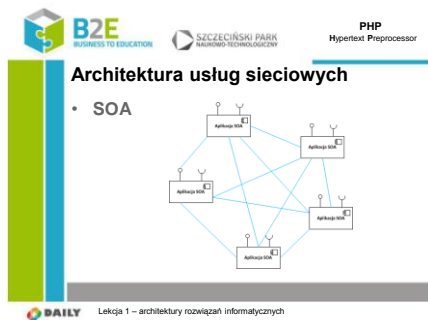 B2E
BUSINESS TO EDUCATION
SZCZECIŃSKI PARK
NAUKOWO-TECHNOLOGICZNY
PHP
Hypertext Preprocessor
Architektura usług sieciowych
• SOA
Aplikacja SOA
Aplikacja SOA
Aplikacja SOA
Aplikacja SOA
Aplikacja SOA
DAILY
Lekcja 1 – architektury rozwiązań informatycznych